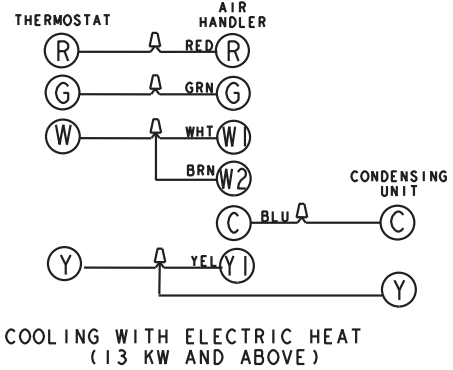 THERMOSTAT
AIR
HANDLER
R RED R
G GRN G
W WHT W1
BRN W2
CONDENSING
UNIT
C BLU C
Y YEL Y1
Y
COOLING WITH ELECTRIC HEAT
(13 KW AND ABOVE)